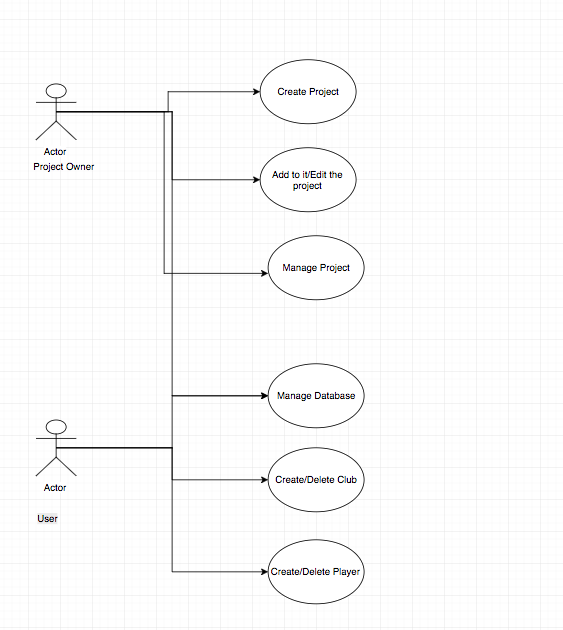 Create Project
Actor
Project Owner
Add to it/Edit the
project
Manage Project
Manage Database
Create/Delete Club
Actor
User
Create/Delete Player